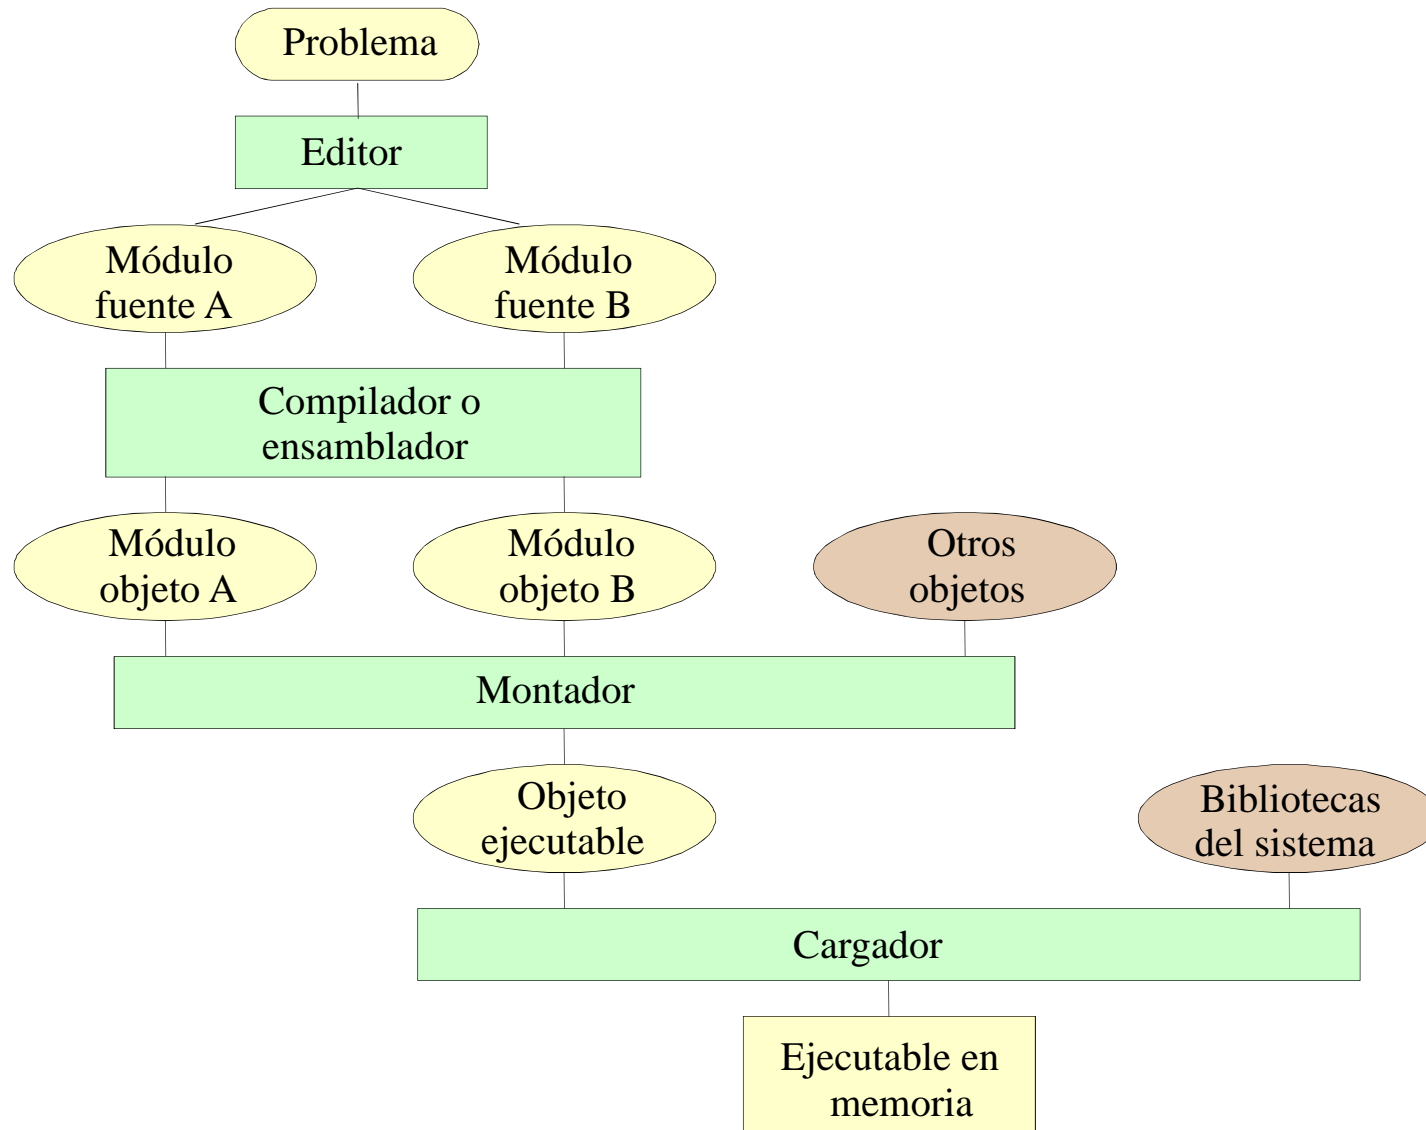 Problema
Editor
Módulo
fuente A
Módulo
fuente B
Compilador o
ensamblador
Módulo
objeto A
Módulo
objeto B
Otros
objetos
Montador
Objeto
ejecutable
Bibliotecas
del sistema
Cargador
Ejecutable en
memoria